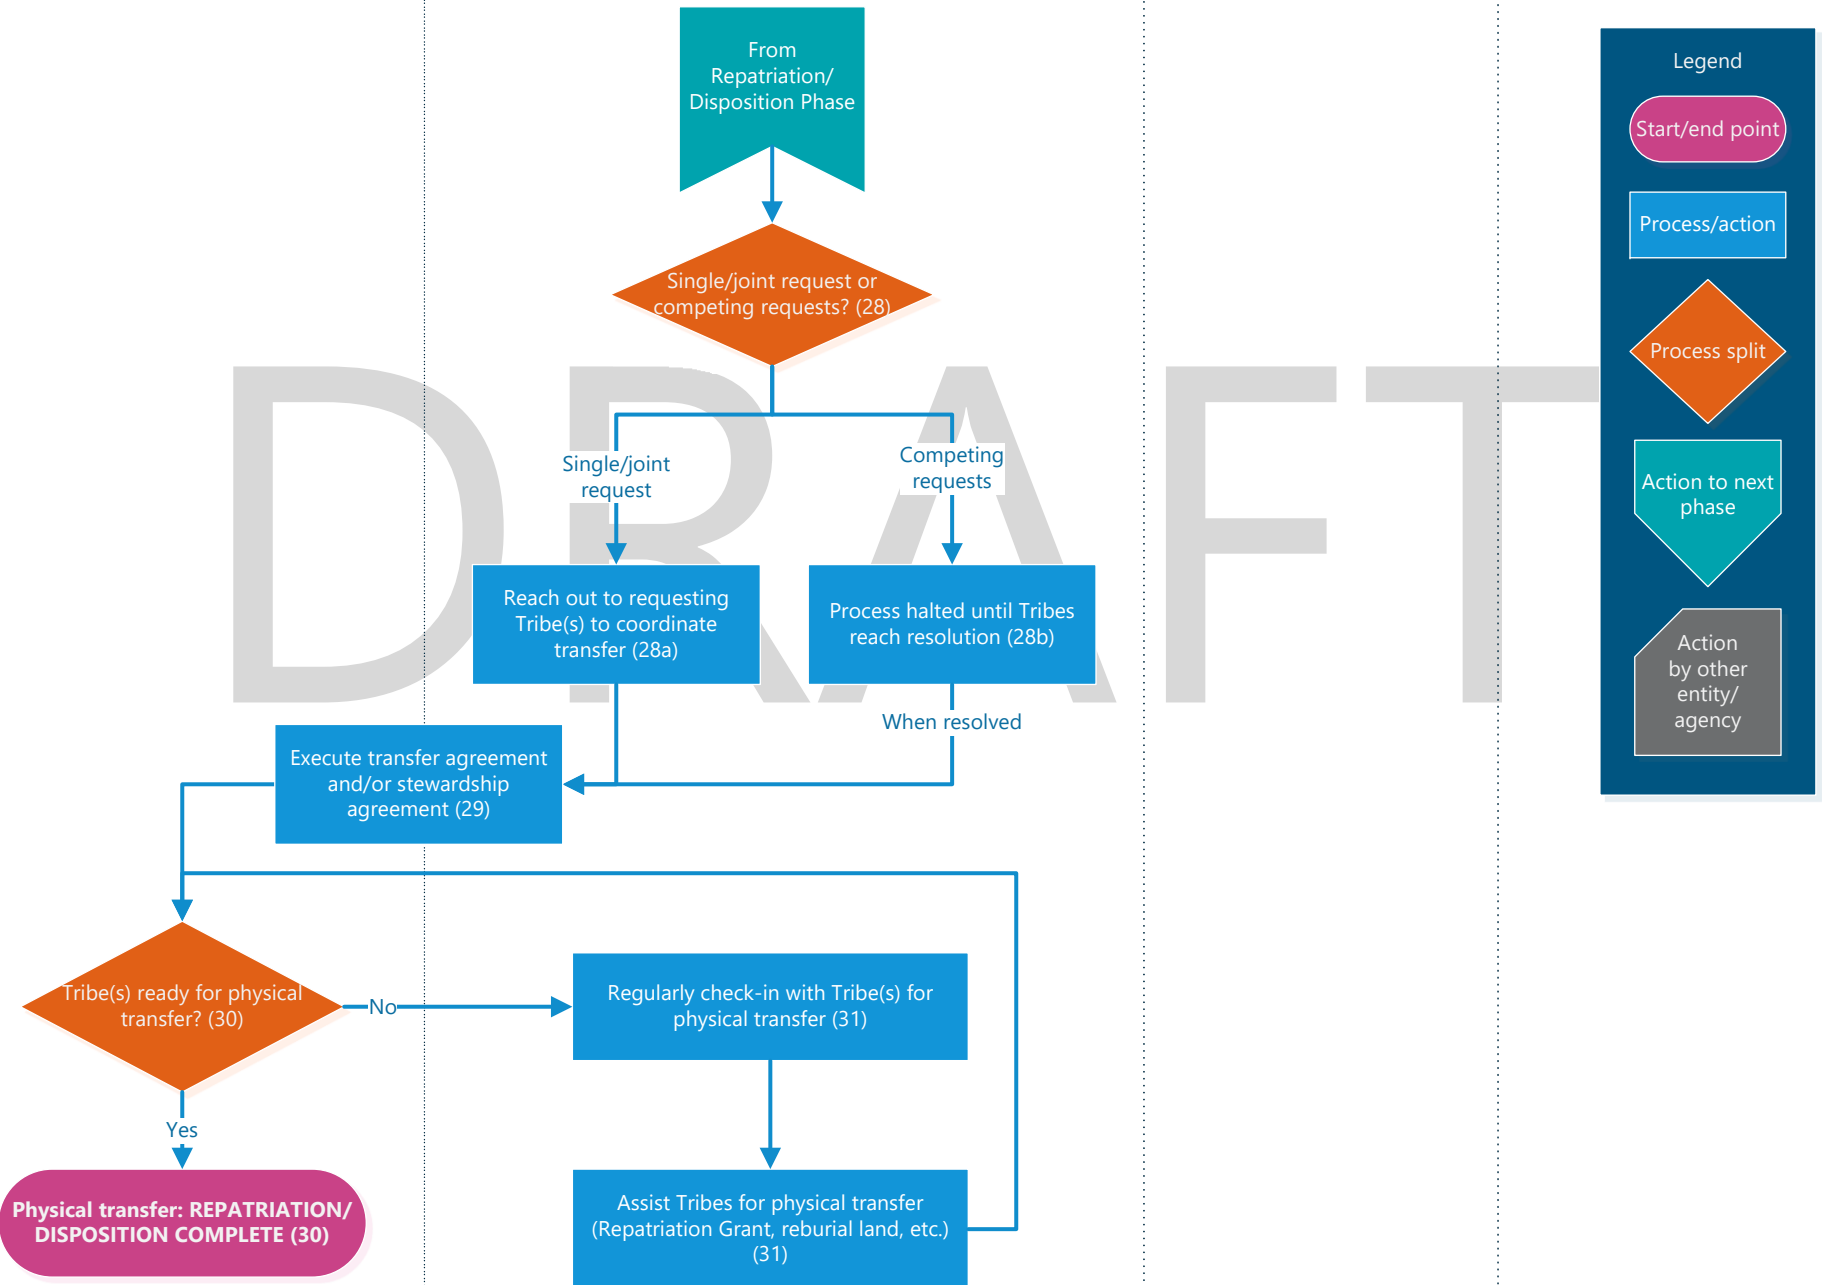 From
Repatriation/
Disposition Phase
Single/joint request or
competing requests? (28)
Single/joint
request
Competing
requests
Reach out to requesting
Tribe(s) to coordinate
transfer (28a)
Process halted until Tribes
reach resolution (28b)
When resolved
Execute transfer agreement
and/or stewardship
agreement (29)
Tribe(s) ready for physical
transfer? (30)
No
Regularly check-in with Tribe(s) for
physical transfer (31)
Yes
Physical transfer: REPATRIATION/
DISPOSITION COMPLETE (30)
Assist Tribes for physical transfer
(Repatriation Grant, reburial land, etc.)
(31)
Legend
Start/end point
Process/action
Process split
Action to next
phase
Action
by other
entity/
agency
DRAFT